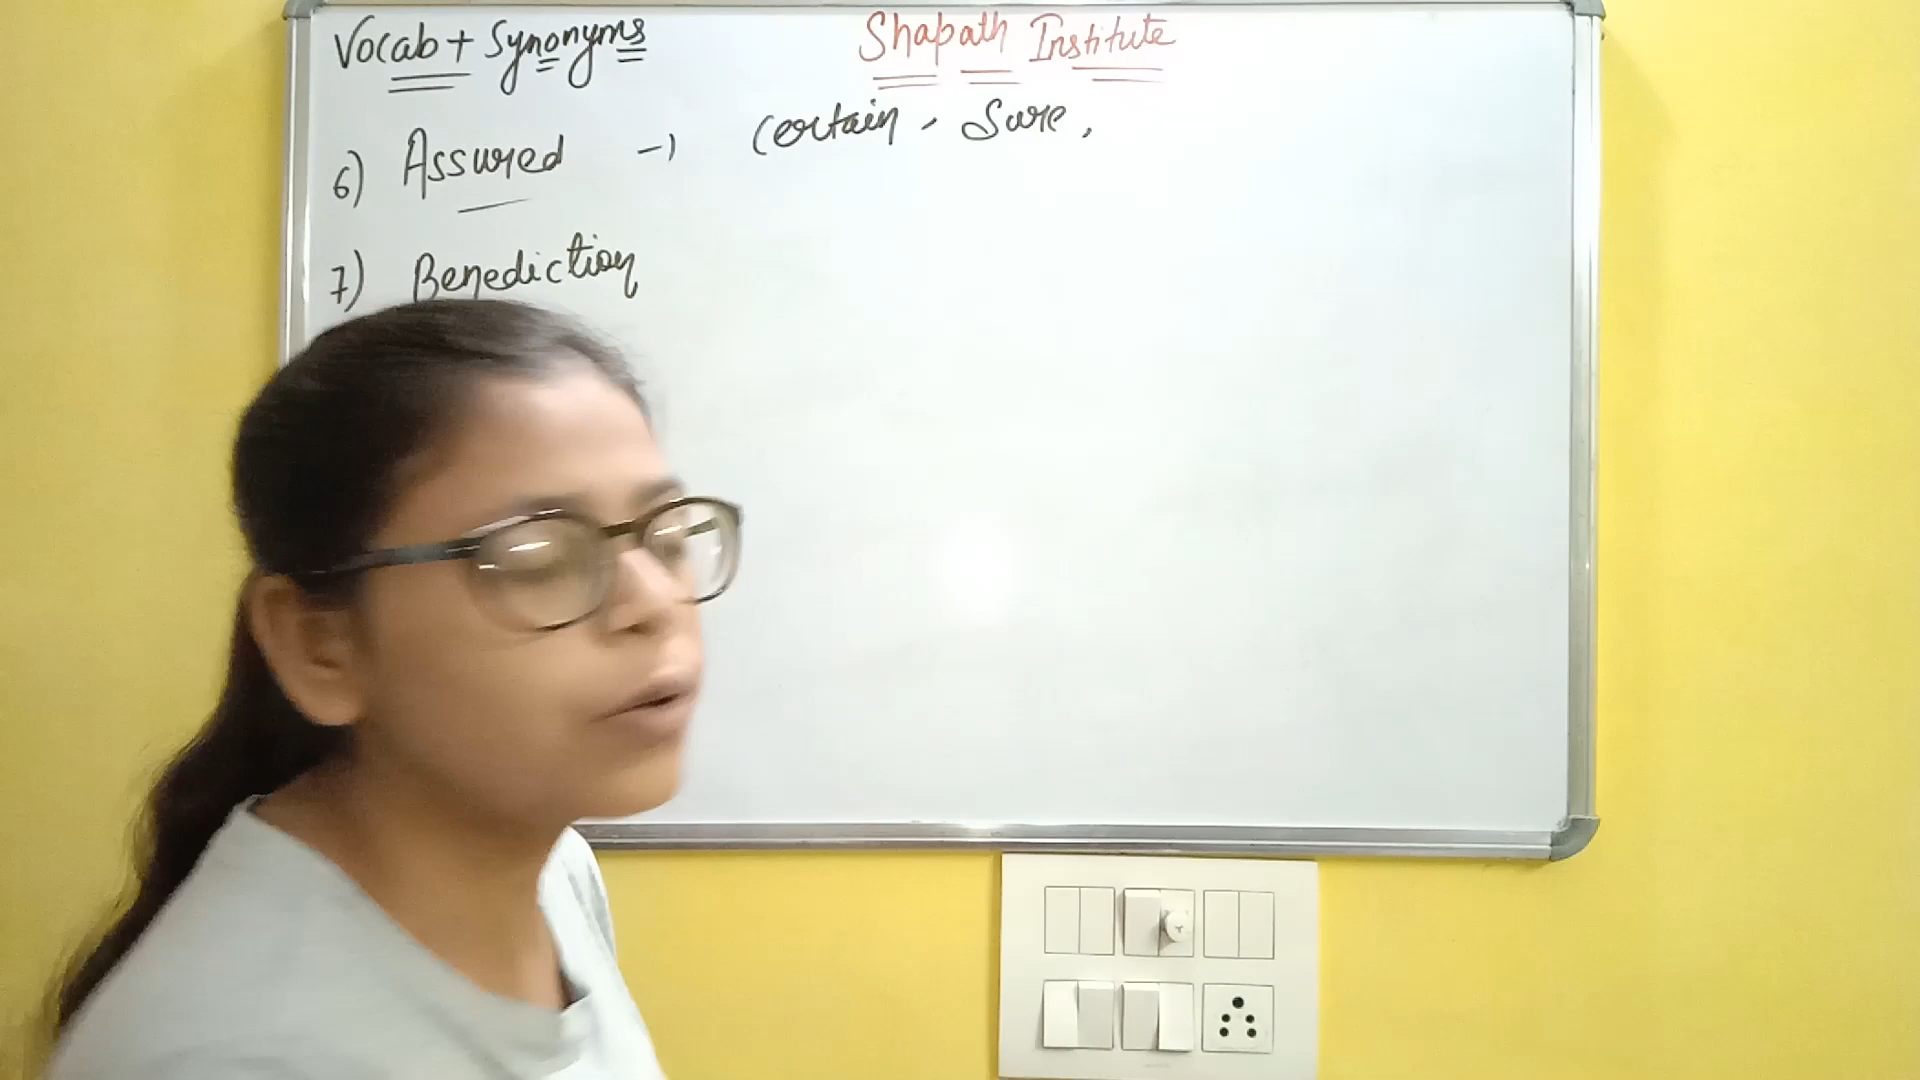 Vocab + Synonyms
Shapath Institute
6) Assured → certain, Sure,
7) Benediction